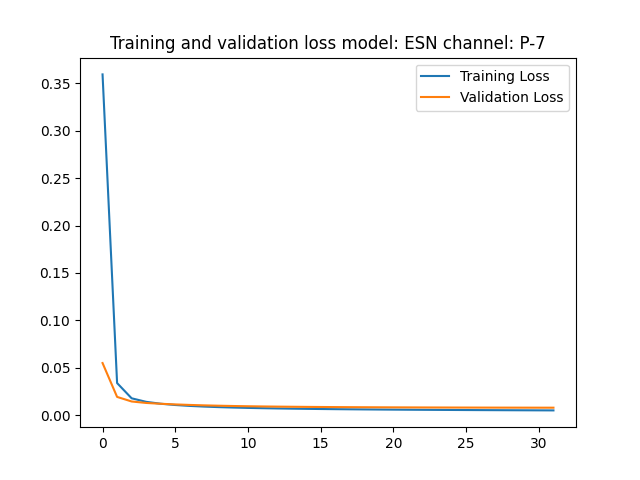 Training and validation loss model: ESN channel: P-7
Training Loss
Validation Loss
0.35
0.30
0.25
0.20
0.15
0.10
0.05
0.00
0 5 10 15 20 25 30